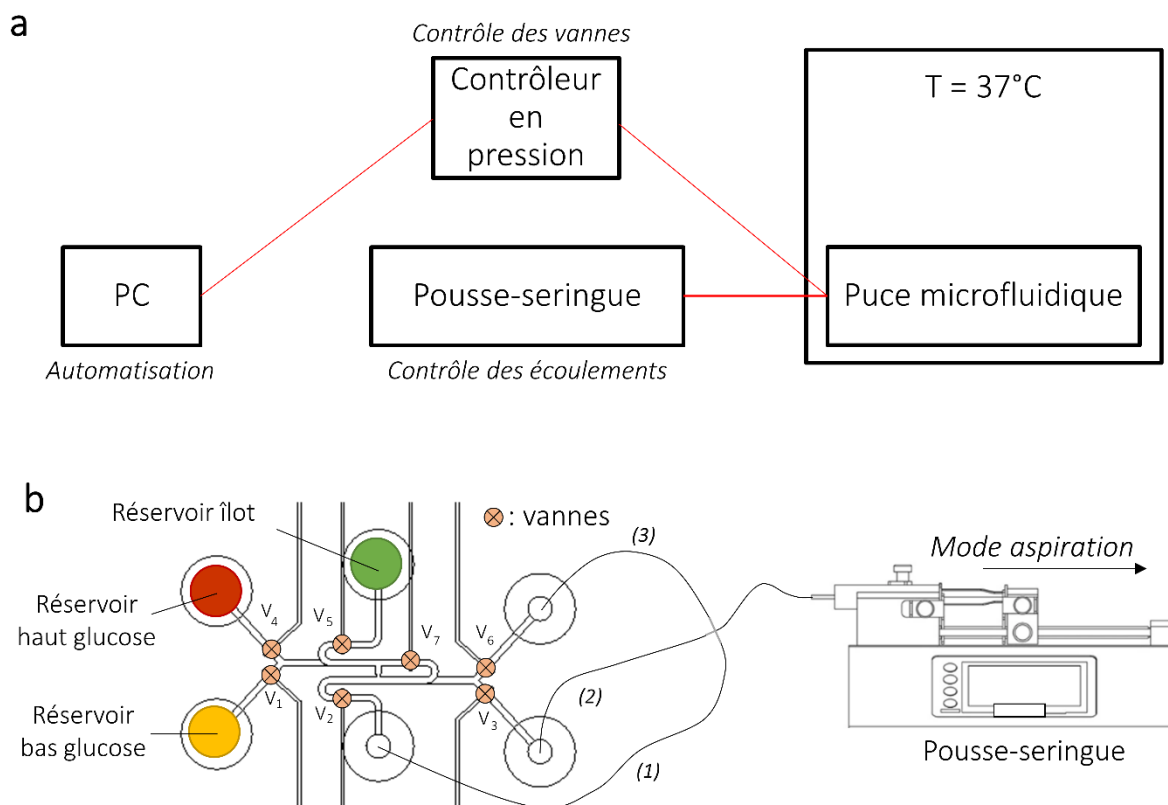 a
Contrôle des vannes
Contrôleur
en
pression
T = 37°C
PC
Pousse-seringue
Puce microfluidique
Automatisation
Contrôle des écoulements
b
Réservoir îlot
: vannes
(3)
Mode aspiration
Réservoir
haut glucose
V4
V5
V7
V6
Réservoir
bas glucose
V1
V2
V3
(2)
(1)
Pousse-seringue